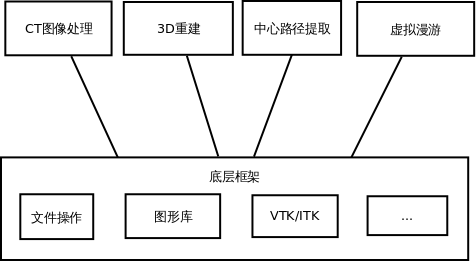 CT图像处理
3D重建
中心路径提取
虚拟漫游
底层框架
文件操作
图形库
VTK/ITK
...